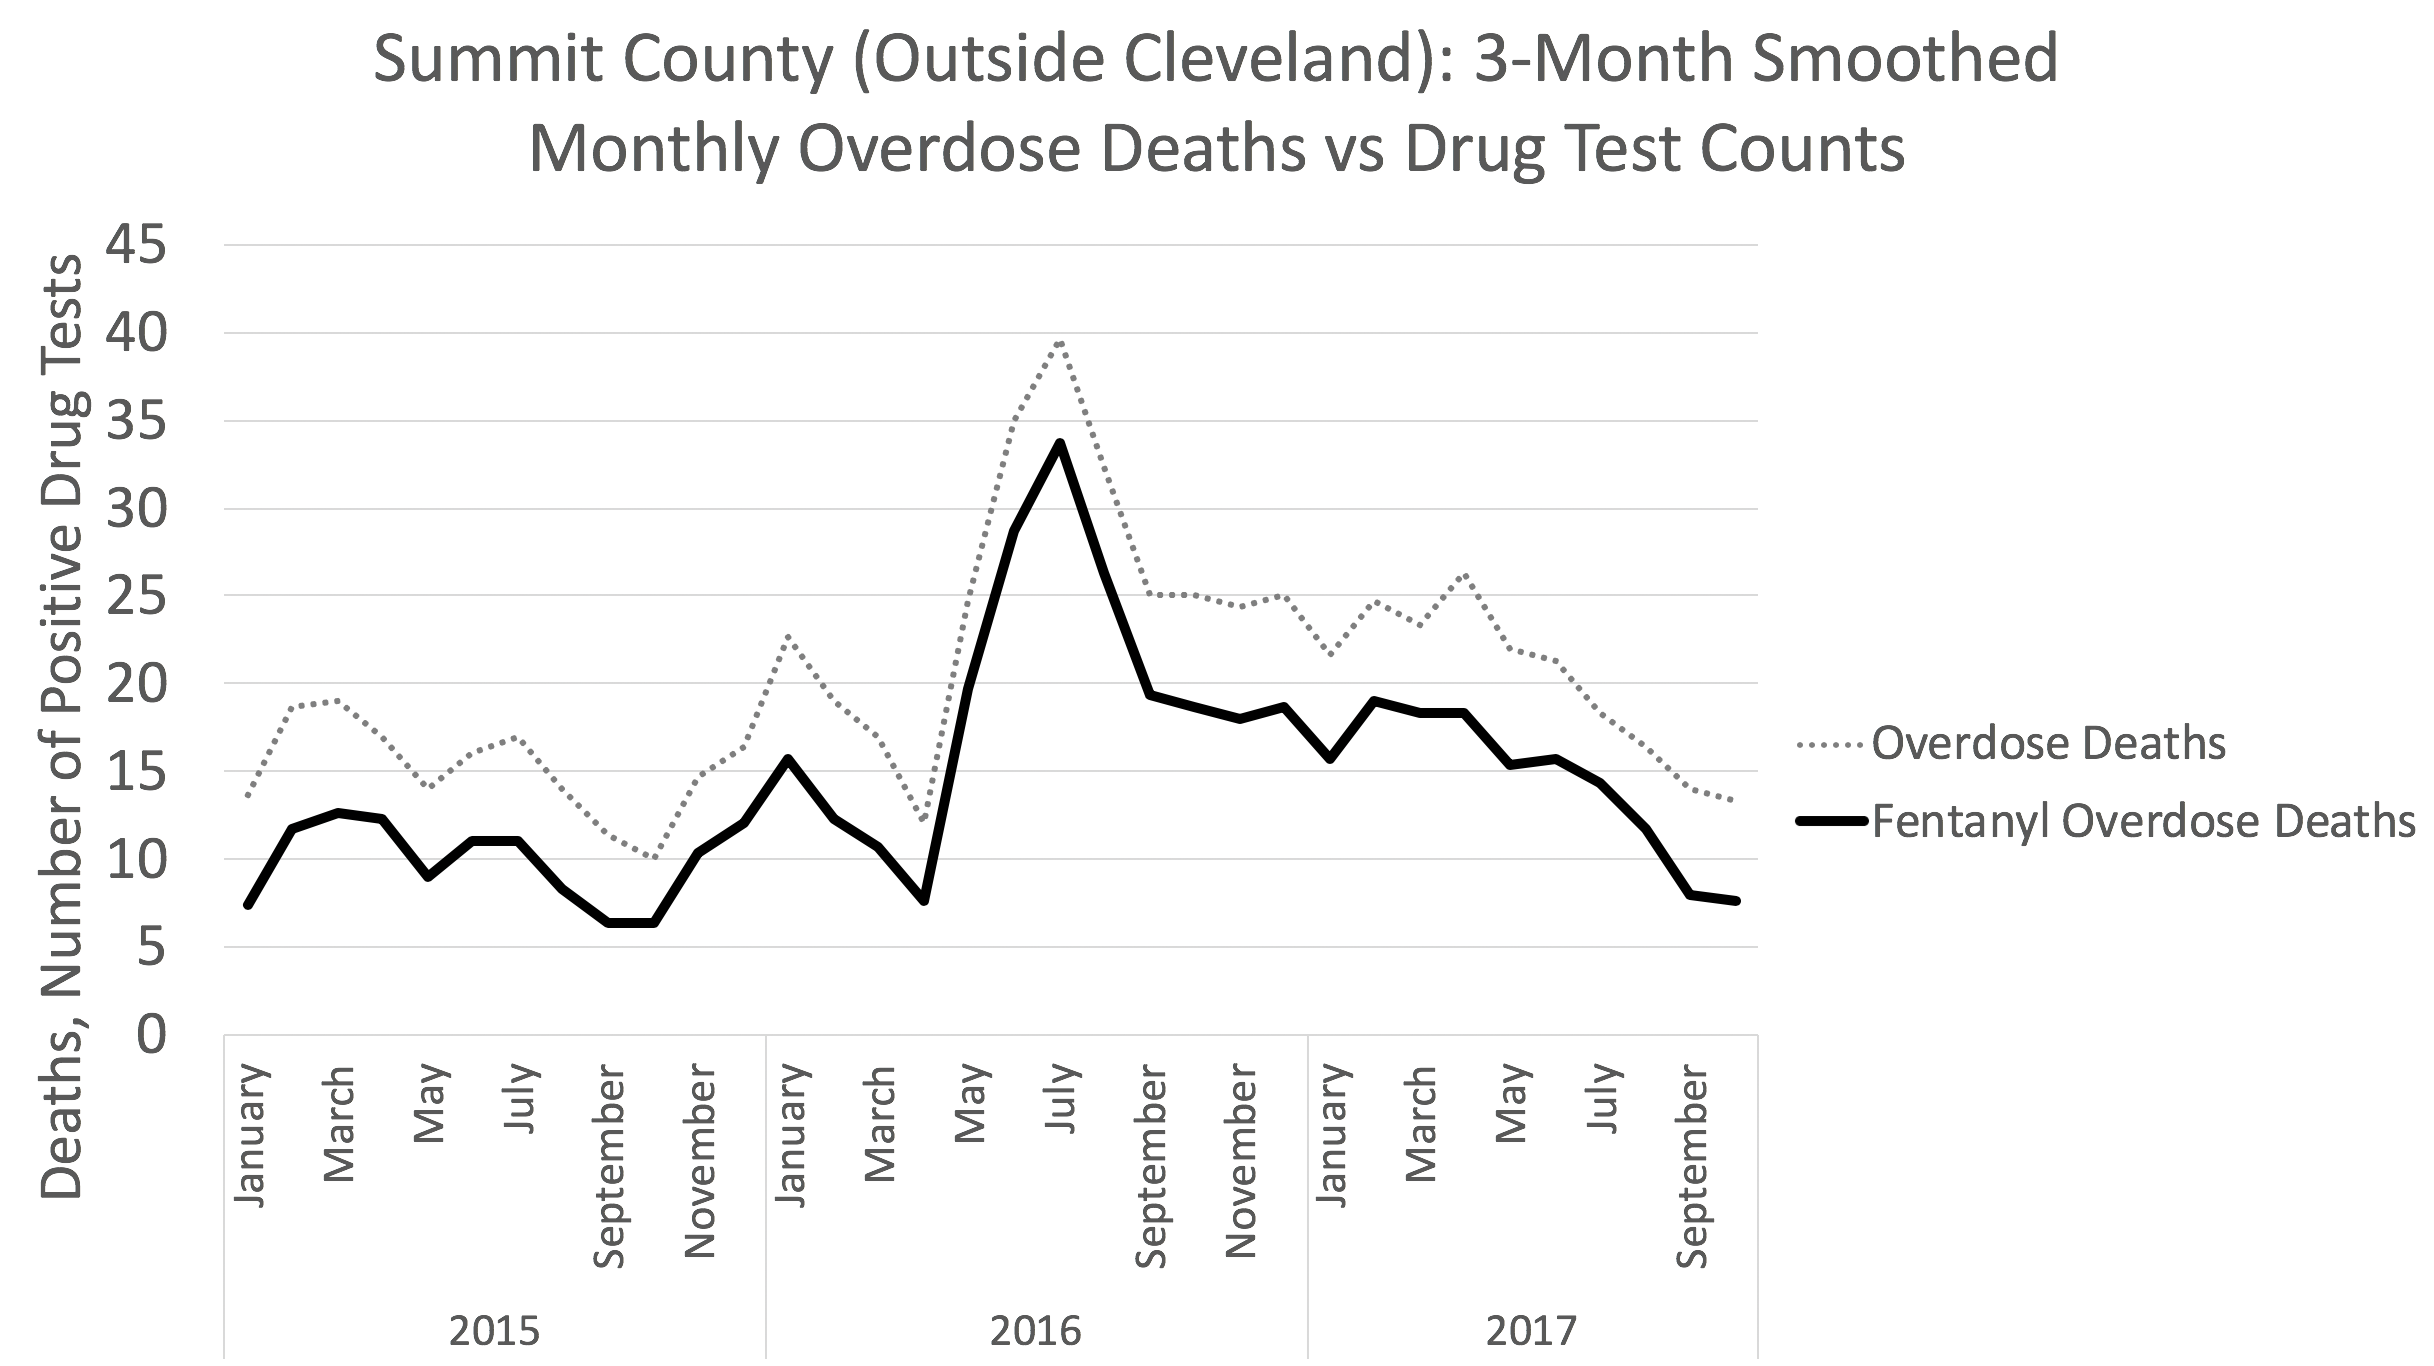 Summit County (Outside Cleveland): 3-Month Smoothed
Monthly Overdose Deaths vs Drug Test Counts
Deaths, Number of Positive Drug Tests
45
40
35
30
25
20
15
10
5
0
January
March
May
July
September
November
January
March
May
July
September
November
January
March
May
July
September
2015
2016
2017
Overdose Deaths
Fentanyl Overdose Deaths